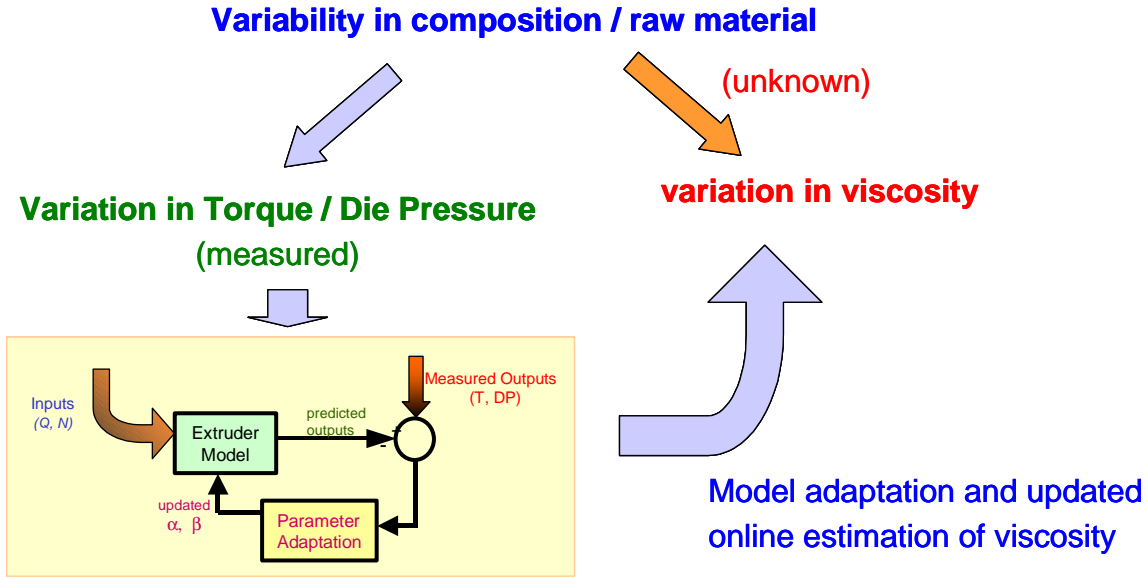 Variability in composition / raw material
(unknown)
variation in viscosity
Variation in Torque / Die Pressure
(measured)
Measured Outputs
(T, DP)
Inputs
(Q, N)
predicted
outputs
+
-
Extruder
Model
updated
α, β
Parameter
Adaptation
Model adaptation and updated
online estimation of viscosity